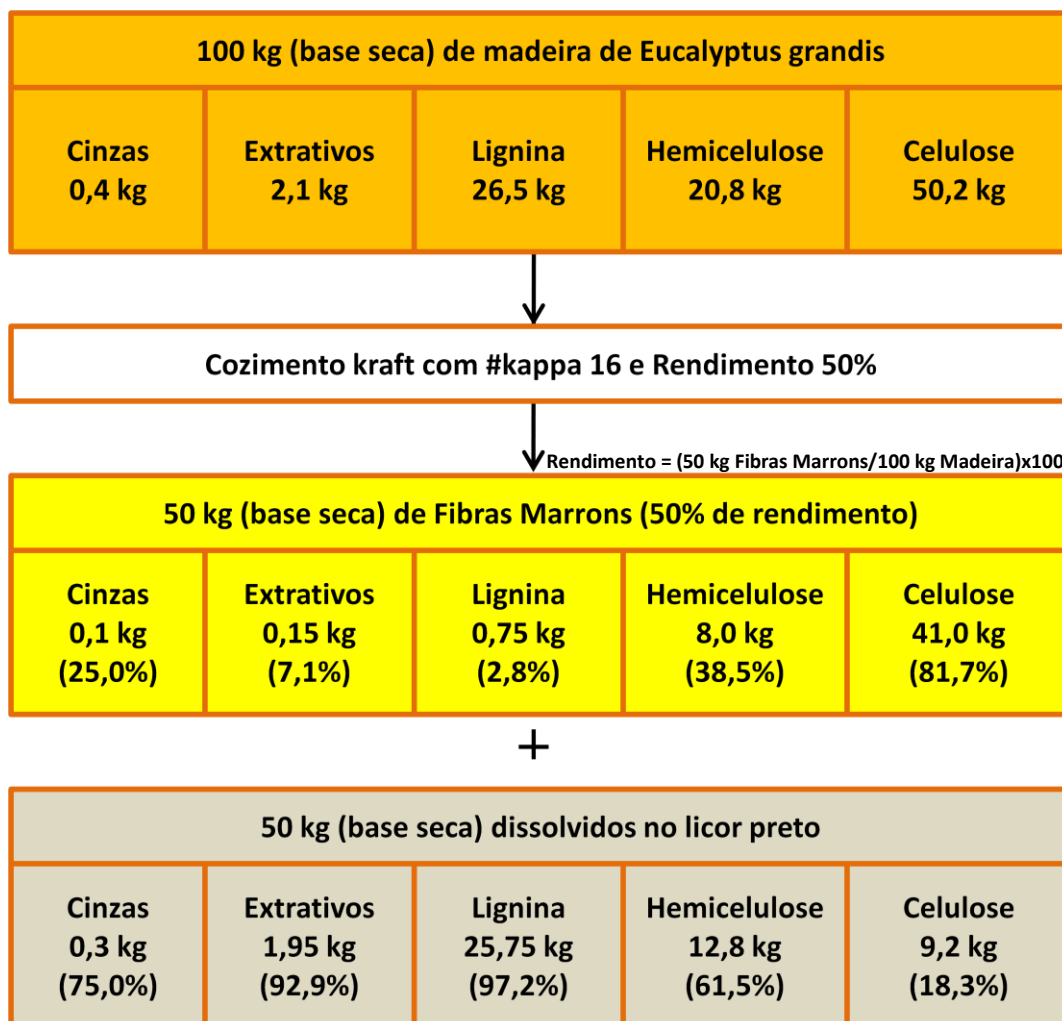 100 kg (base seca) de madeira de Eucalyptus grandis
Cinzas
0,4 kg
Extrativos
2,1 kg
Lignina
26,5 kg
Hemicelulose
20,8 kg
Celulose
50,2 kg
Cozimento kraft com #kappa 16 e Rendimento 50%
Rendimento = (50 kg Fibras Marrons/100 kg Madeira)x100
50 kg (base seca) de Fibras Marrons (50% de rendimento)
Cinzas
0,1 kg
(25,0%)
Extrativos
0,15 kg
(7,1%)
Lignina
0,75 kg
(2,8%)
Hemicelulose
8,0 kg
(38,5%)
Celulose
41,0 kg
(81,7%)
+
50 kg (base seca) dissolvidos no licor preto
Cinzas
0,3 kg
(75,0%)
Extrativos
1,95 kg
(92,9%)
Lignina
25,75 kg
(97,2%)
Hemicelulose
12,8 kg
(61,5%)
Celulose
9,2 kg
(18,3%)